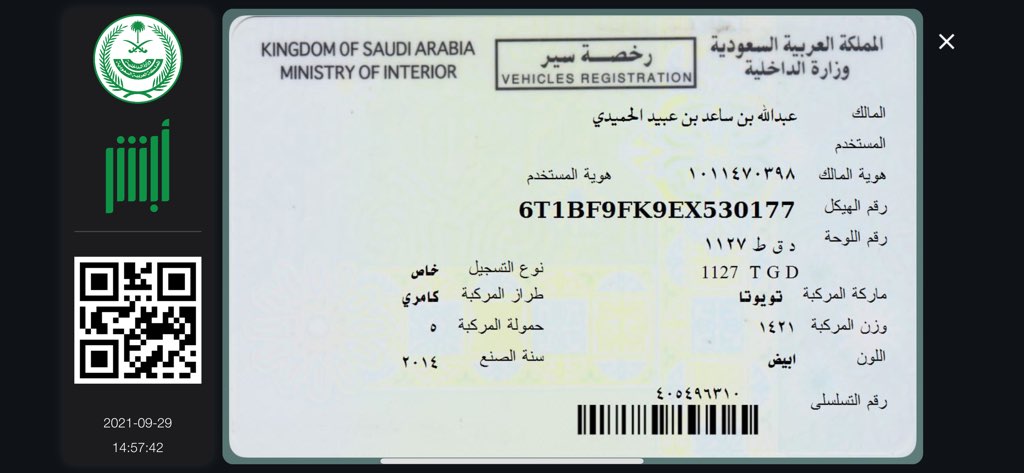 KINGDOM OF SAUDI ARABIA
MINISTRY OF INTERIOR
رخصة سير
VEHICLES REGISTRATION
المملكة العربية السعودية
وزارة الداخلية
المالك عبدالله بن ساعد بن عبيد الحميدي
المستخدم
هوية المالك ١٠١١٤٧٠٣٩٨ هوية المستخدم
رقم الهيكل 6T1BF9FK9EX530177
رقم اللوحة د ق ط ١١٢٧
1127 T G D
نوع التسجيل خاص
ماركة المركبة تويوتا طراز المركبة كامري
وزن المركبة ١٤٢١ حمولة المركبة ٥
اللون ابيض سنة الصنع ٢٠١٤
رقم التسلسلى ٤٠٥٤٩٦٣١٠
أبشر
2021-09-29
14:57:42